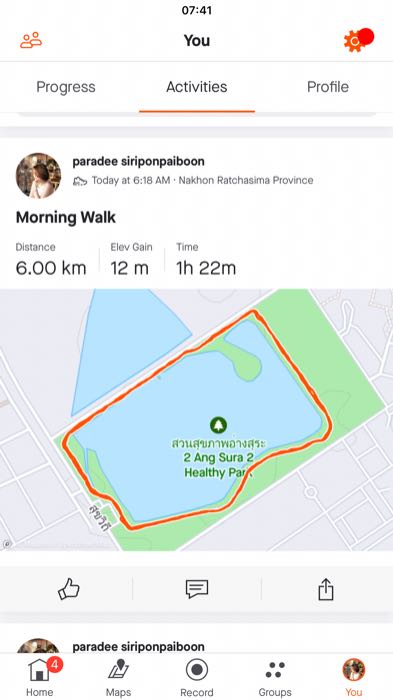 07:41
You
Progress
Activities
Profile
paradee siriponpaiboon
Today at 6:18 AM · Nakhon Ratchasima Province
Morning Walk
Distance
Elev Gain
Time
6.00 km
12 m
1h 22m
สวนสุขภาพอ่างสุระ
2 Ang Sura 2
Healthy Park
สุขวิถี
paradee siriponpaiboon
4
Home
Maps
Record
Groups
You